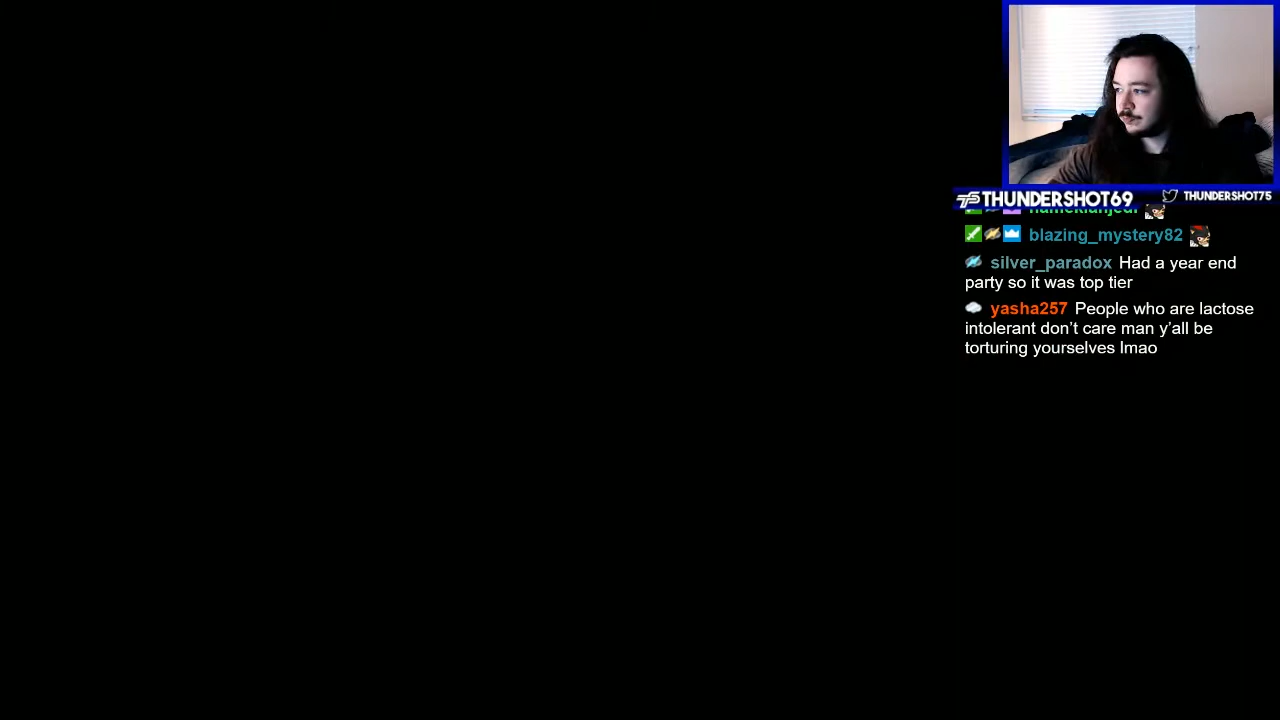 THUNDERSHOT69 THUNDERSHOT75
namekianjedi
blazing_mystery82
silver_paradox Had a year end
party so it was top tier
yasha257 People who are lactose
intolerant don’t care man y’all be
torturing yourselves lmao